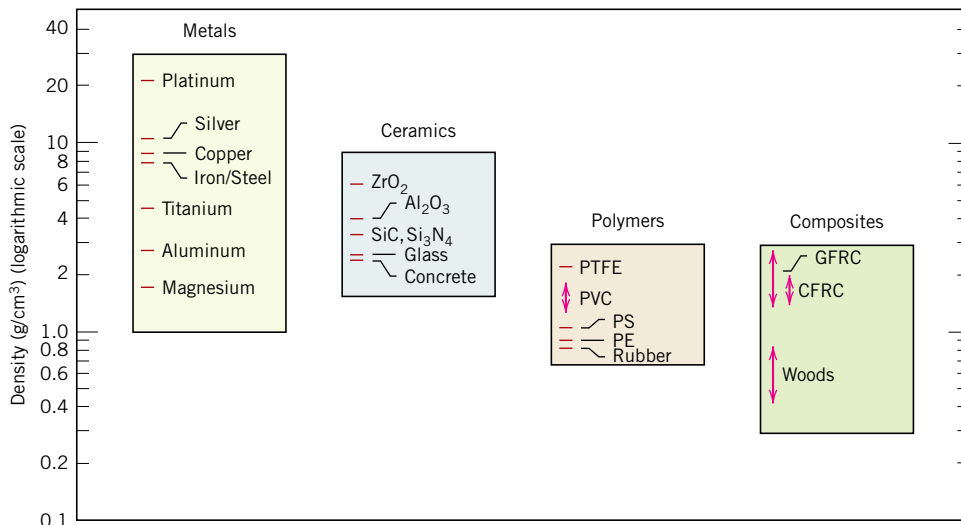 Density (g/cm³) (logarithmic scale)
40
20
10
8
6
4
2
1.0
0.8
0.6
0.4
0.2
0.1
Metals
Platinum
Silver
Copper
Iron/Steel
Titanium
Aluminum
Magnesium
Ceramics
ZrO₂
Al₂O₃
SiC, Si₃N₄
Glass
Concrete
Polymers
PTFE
PVC
PS
PE
Rubber
Composites
GFRC
CFRC
Woods